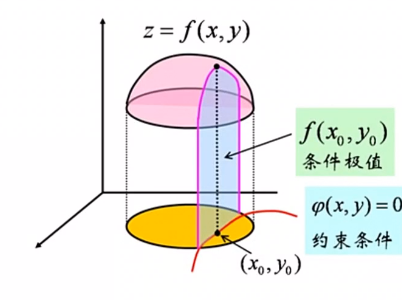 z = f(x, y)
f(x₀, y₀)
条件极值
φ(x, y) = 0
约束条件
(x₀, y₀)